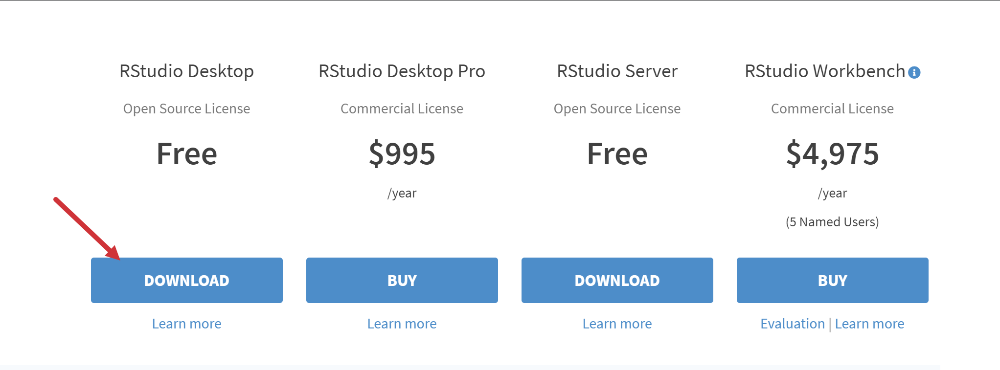 RStudio Desktop
Open Source License
Free
DOWNLOAD
Learn more
RStudio Desktop Pro
Commercial License
$995
/year
BUY
Learn more
RStudio Server
Open Source License
Free
DOWNLOAD
Learn more
RStudio Workbench
Commercial License
$4,975
/year
(5 Named Users)
BUY
Evaluation | Learn more